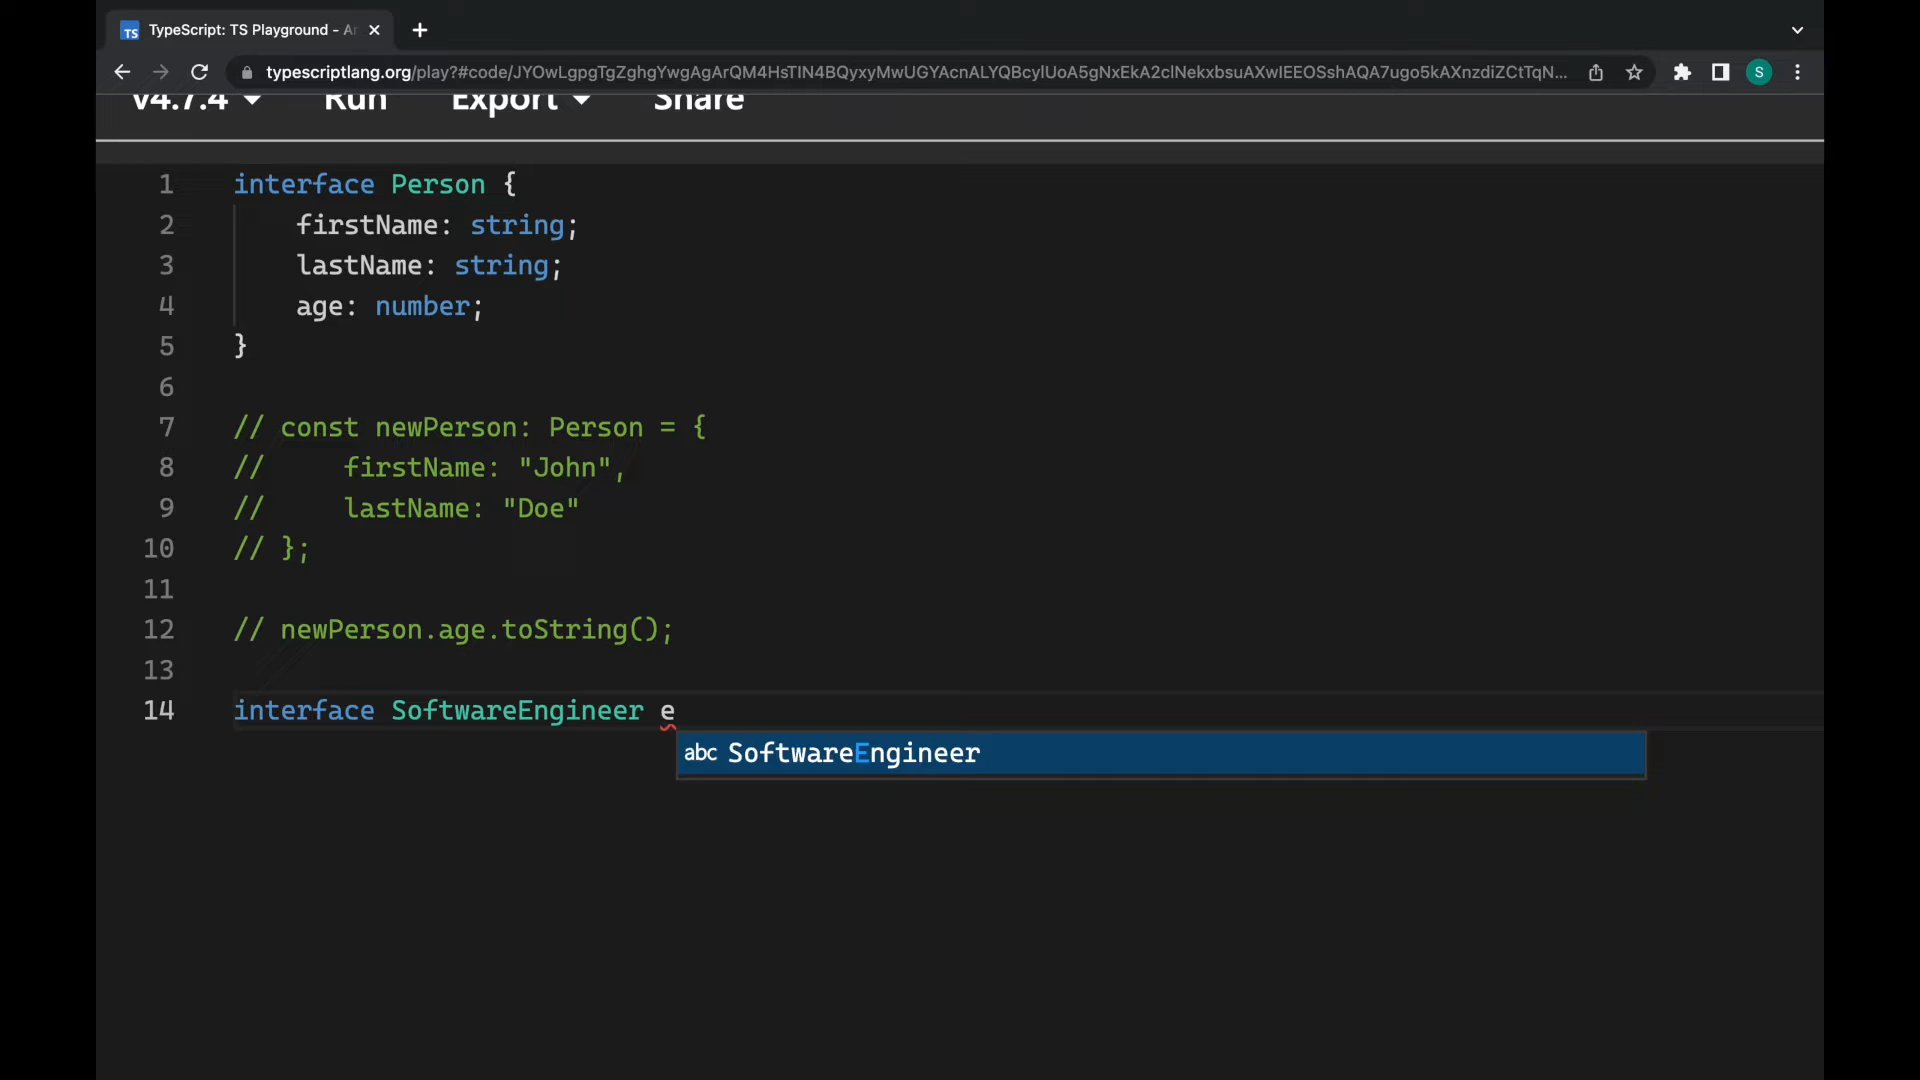 TypeScript: TS Playground - A
typescriptlang.org/play?#code/JYOwLgpgTgZghgYwgAgArQM4HsTIN4BQyxyMwUGYAcnALYQBcylUoA5gNxEkA2clNekxbsuAXwIEEOSshAQA7ugo5kAXnzdiZCtTqN... S
v4.7.4 Run Export Share
1 interface Person {
2 firstName: string;
3 lastName: string;
4 age: number;
5 }
6
7 // const newPerson: Person = {
8 // firstName: "John",
9 // lastName: "Doe"
10 // };
11
12 // newPerson.age.toString();
13
14 interface SoftwareEngineer e
abc SoftwareEngineer